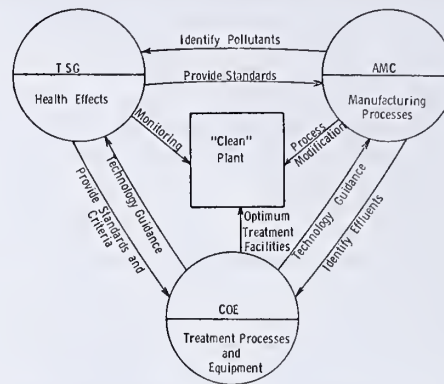 Identify Pollutants
TSG
AMC
Provide Standards
Health Effects
Manufacturing
Processes
Monitoring
"Clean"
Plant
Process
Modification
Technology Guidance
Provide Standards and
Criteria
Optimum
Treatment
Facilities
Technology Guidance
Identify Effluents
COE
Treatment Processes
and
Equipment